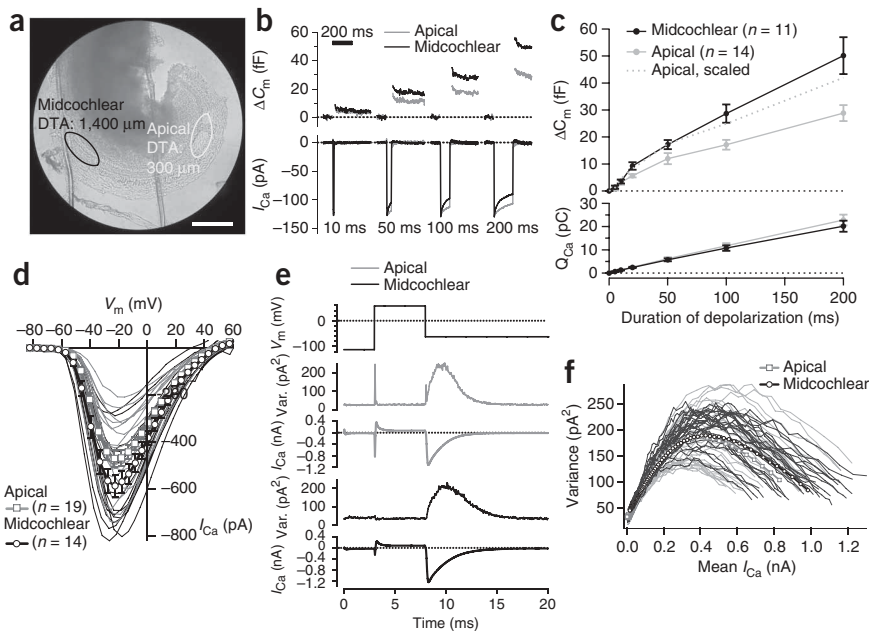 a
Midcochlear
DTA: 1,400 μm
Apical
DTA:
300 μm
b
200 ms
Apical
Midcochlear
ΔCm (fF)
60
40
20
0
ICa (pA)
0
−50
−100
−150
10 ms
50 ms
100 ms
200 ms
c
Midcochlear (n = 11)
Apical (n = 14)
Apical, scaled
ΔCm (fF)
60
50
40
30
20
10
0
QCa (pC)
20
10
0
0
50
100
150
200
Duration of depolarization (ms)
d
Vm (mV)
−80
−60
−40
−20
0
20
40
60
−400
−600
−800
ICa (pA)
Apical
(n = 19)
Midcochlear
(n = 14)
e
Apical
Midcochlear
Vm (mV)
0
−100
Var. (pA2)
200
100
0
ICa (nA)
0.4
0
−0.4
−0.8
−1.2
Var. (pA2)
200
100
0
ICa (nA)
0.4
0
−0.4
−0.8
−1.2
0
5
10
15
20
Time (ms)
f
Apical
Midcochlear
Variance (pA2)
250
200
150
100
50
0.0
0.2
0.4
0.6
0.8
1.0
1.2
Mean ICa (nA)